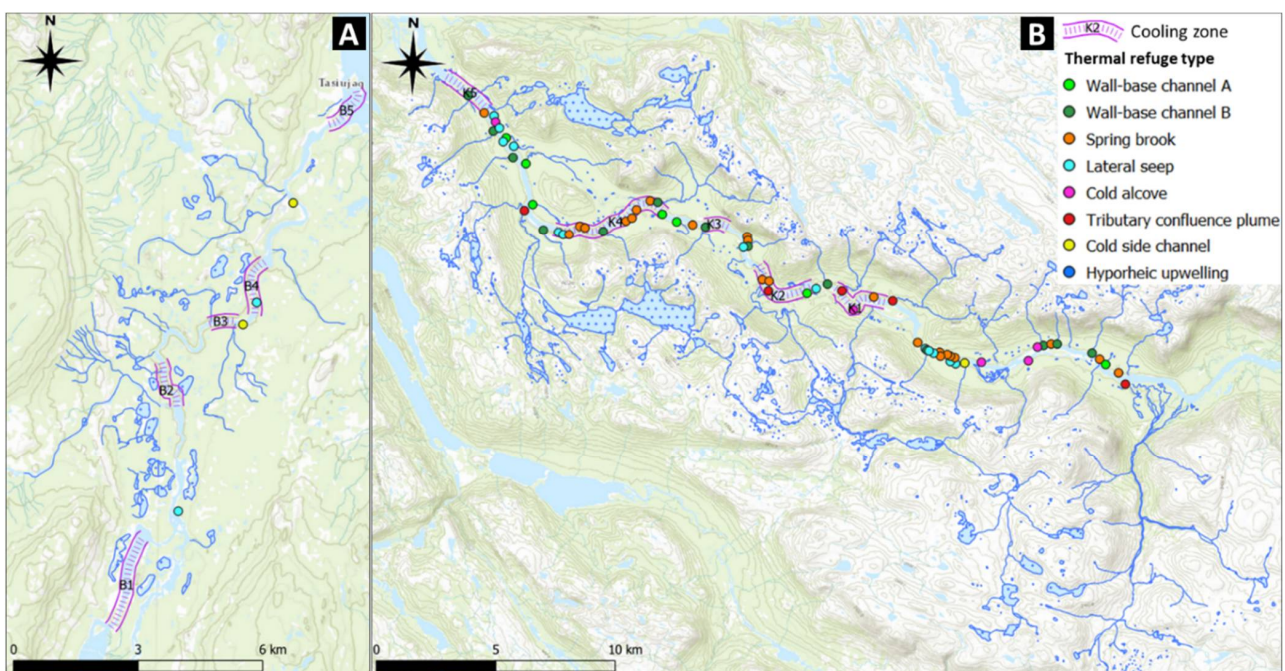 N
A
Tasiujaq
B5
B4
B3
B2
B1
0 3 6 km
N
B
K5
K4
K3
K2
K1
0 5 10 km
K2 Cooling zone
Thermal refuge type
Wall-base channel A
Wall-base channel B
Spring brook
Lateral seep
Cold alcove
Tributary confluence plume
Cold side channel
Hyporheic upwelling